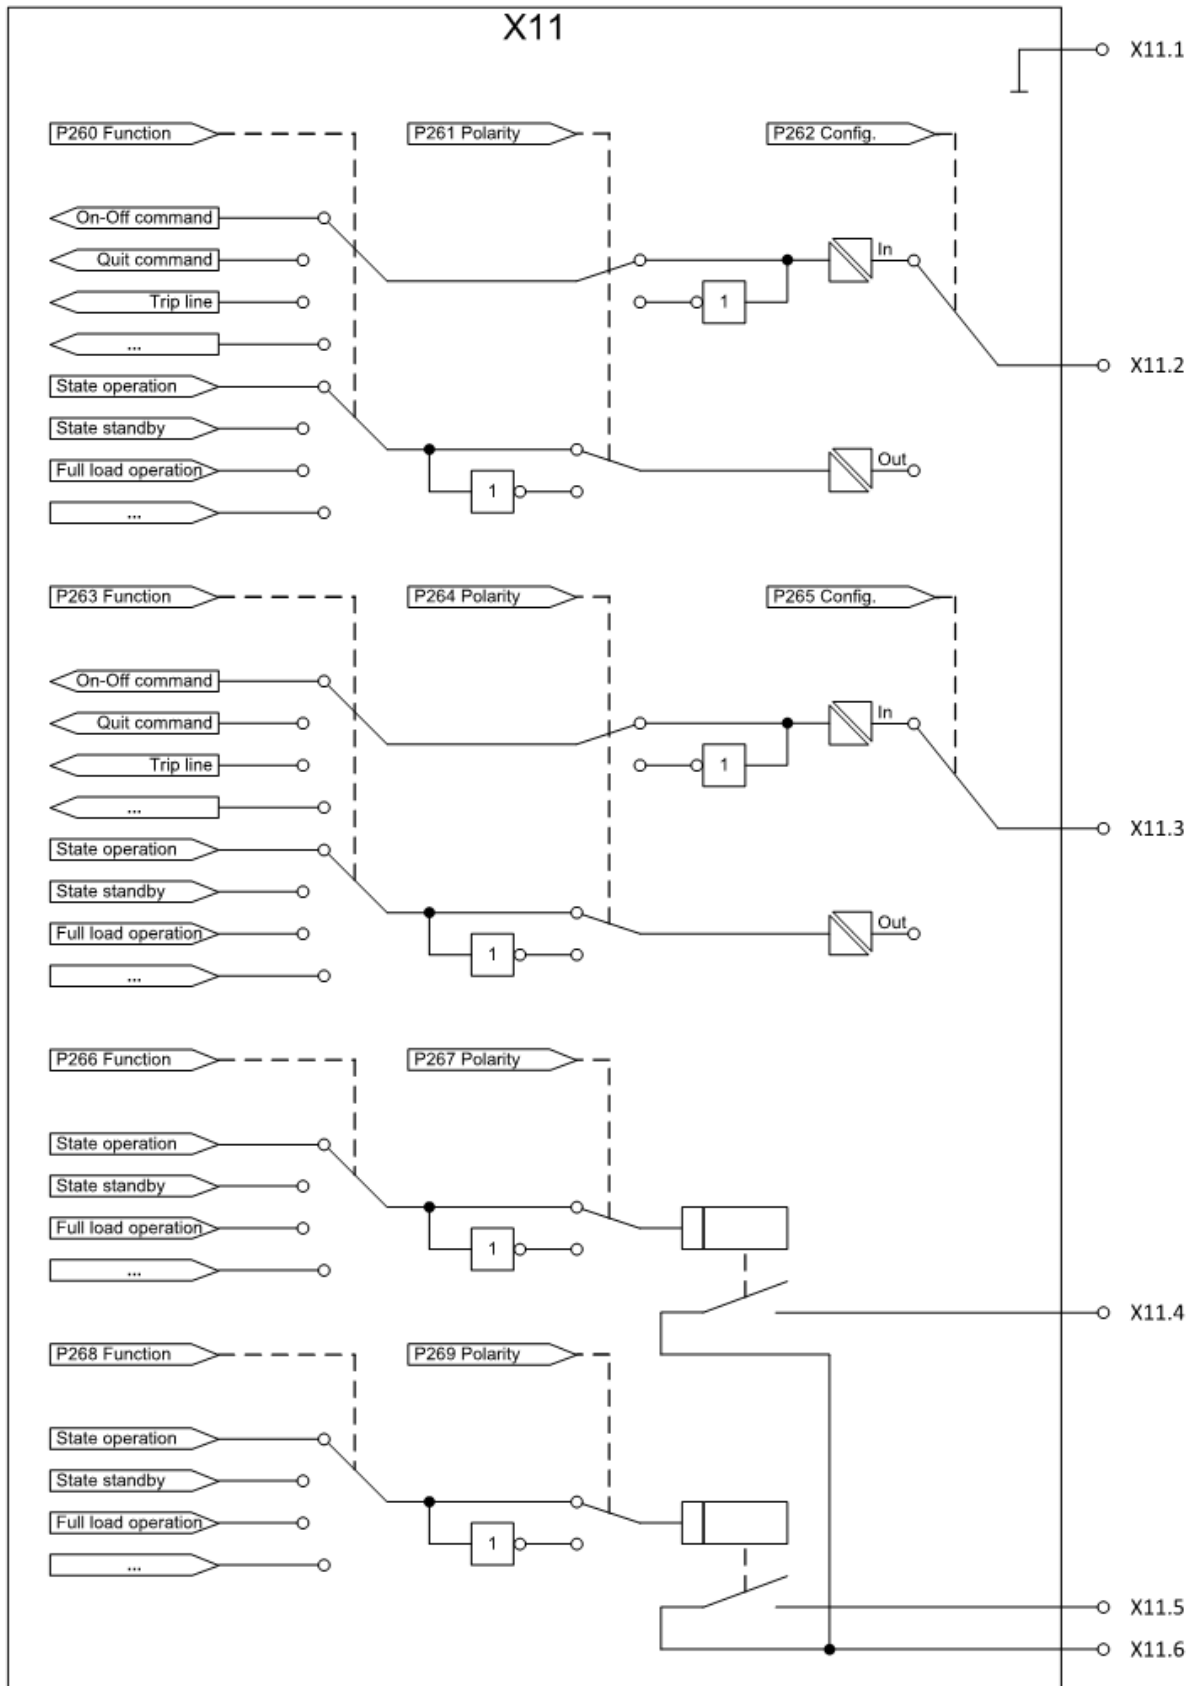 X11
X11.1
P260 Function
P261 Polarity
P262 Config.
On-Off command
Quit command
In
Trip line
1
...
X11.2
State operation
State standby
Full load operation
Out
1
...
P263 Function
P264 Polarity
P265 Config.
On-Off command
Quit command
In
Trip line
1
...
X11.3
State operation
State standby
Full load operation
Out
1
...
P266 Function
P267 Polarity
State operation
State standby
Full load operation
1
...
X11.4
P268 Function
P269 Polarity
State operation
State standby
Full load operation
1
...
X11.5
X11.6